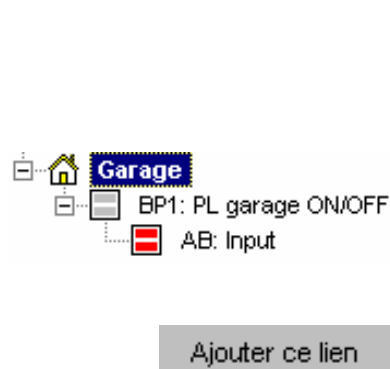 Garage
BP1: PL garage ON/OFF
AB: Input
Ajouter ce lien